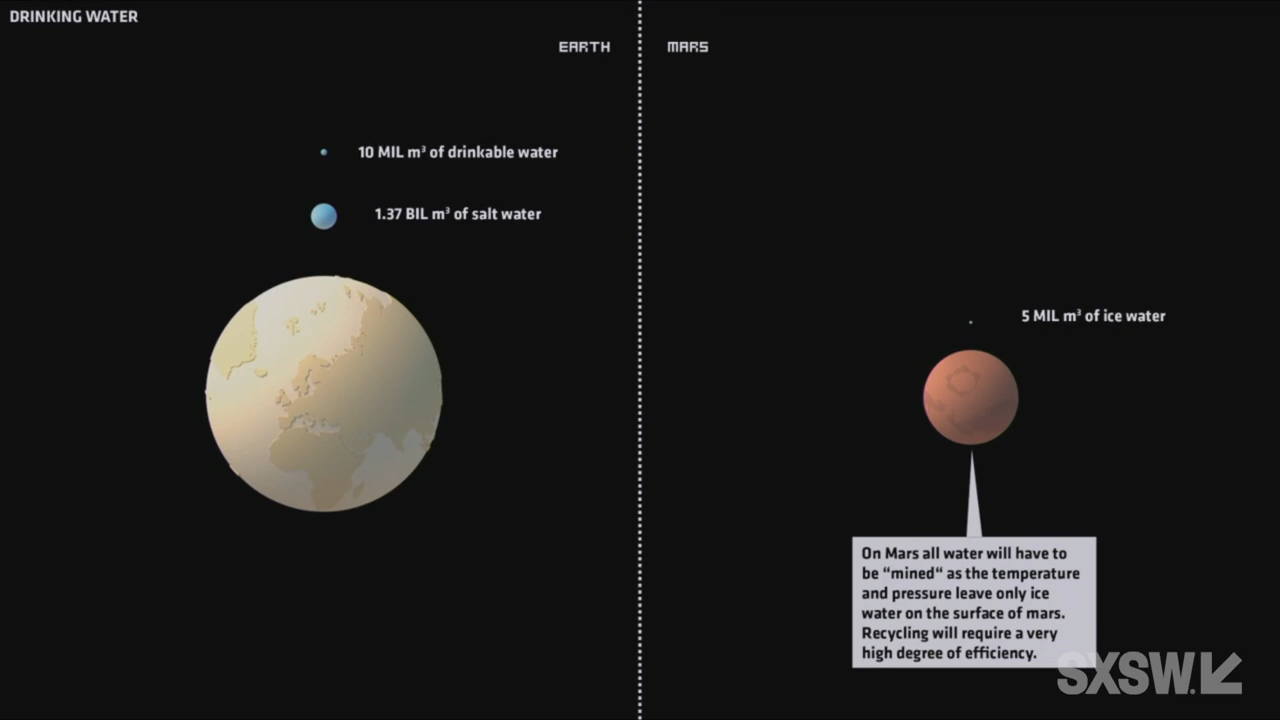 DRINKING WATER
EARTH
MARS
10 MIL m³ of drinkable water
1.37 BIL m³ of salt water
5 MIL m³ of ice water
On Mars all water will have to
be “mined“ as the temperature
and pressure leave only ice
water on the surface of mars.
Recycling will require a very
high degree of efficiency.
SXSW.